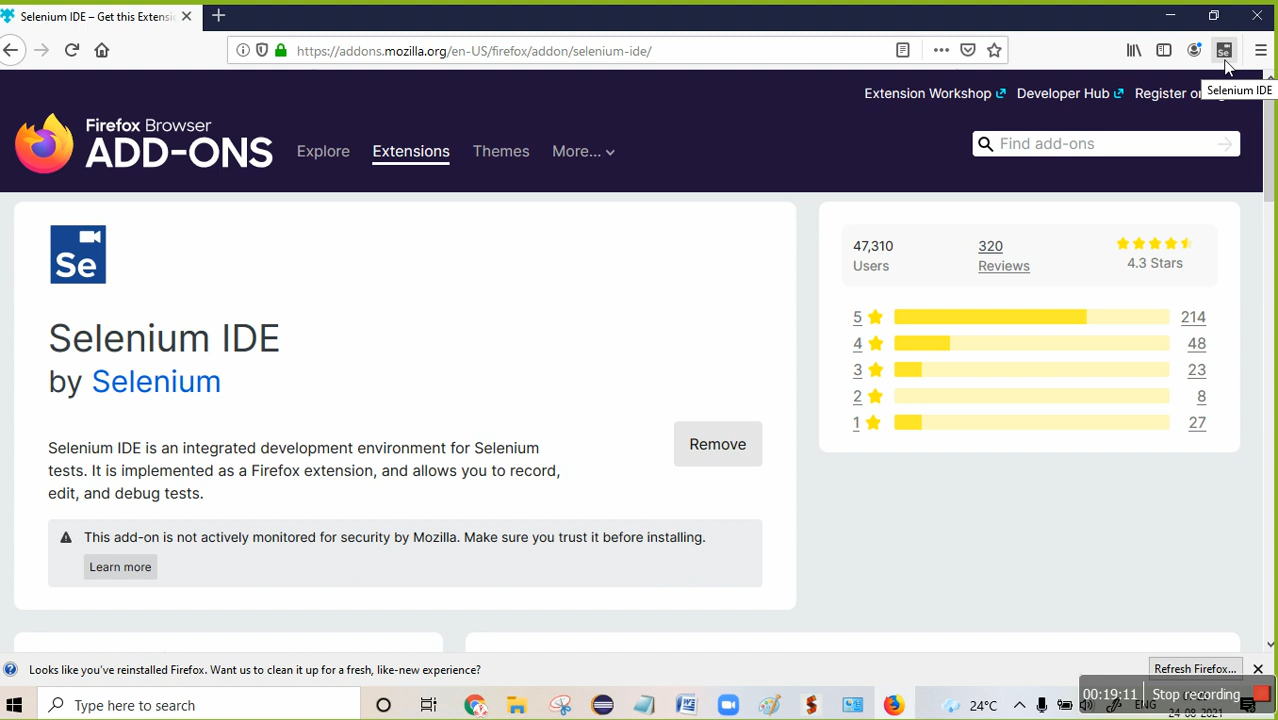 Selenium IDE – Get this Extensi
https://addons.mozilla.org/en-US/firefox/addon/selenium-ide/
Se
Selenium IDE
Extension Workshop
Developer Hub
Register or
Firefox Browser
ADD-ONS
Explore
Extensions
Themes
More...
Find add-ons
Se
Selenium IDE
by Selenium
Selenium IDE is an integrated development environment for Selenium
tests. It is implemented as a Firefox extension, and allows you to record,
edit, and debug tests.
Remove
This add-on is not actively monitored for security by Mozilla. Make sure you trust it before installing.
Learn more
47,310
Users
320
Reviews
4.3 Stars
5 214
4 48
3 23
2 8
1 27
Looks like you've reinstalled Firefox. Want us to clean it up for a fresh, like-new experience?
Refresh Firefox...
Type here to search
24°C
ENG
24-08-2021
00:19:11
Stop recording